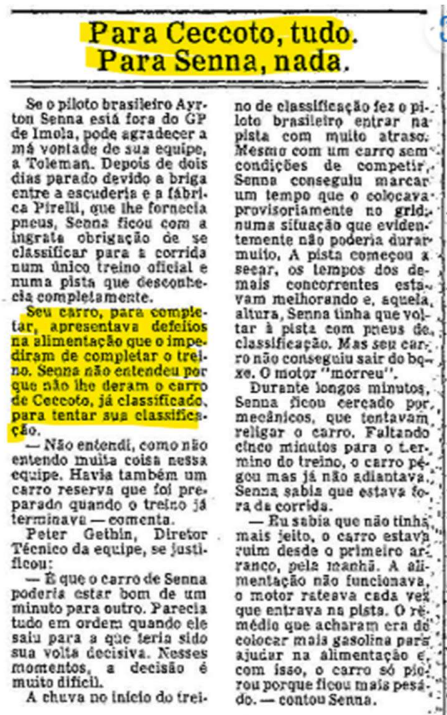 Para Ceccoto, tudo.
Para Senna, nada.
Se o piloto brasileiro Ayr-
ton Senna está fora do GP
de Imola, pode agradecer a
má vontade de sua equipe,
a Toleman. Depois de dois
dias parado devido a briga
entre a escuderia e a fábri-
ca Pirelli, que lhe fornecia
pneus, Senna ficou com a
ingrata obrigação de se
classificar para a corrida
num único treino oficial e
numa pista que desconhe-
cia completamente.
Seu carro, para comple-
tar, apresentava defeitos
na alimentação que o impe-
diram de completar o trei-
no. Senna não entendeu por
que não lhe deram o carro
de Ceccoto, já classificado,
para tentar sua classifica-
ção.
— Não entendi, como não
entendo muita coisa nessa
equipe. Havia também um
carro reserva que foi pre-
parado quando o treino já
terminava — comenta.
Peter Gethin, Diretor
Técnico da equipe, se justi-
ficou:
— É que o carro de Senna
poderia estar bom de um
minuto para outro. Parecia
tudo em ordem quando ele
saiu para a que teria sido
sua volta decisiva. Nesses
momentos, a decisão é
muito difícil.
A chuva no início do trei-
no de classificação fez o pi-
loto brasileiro entrar na
pista com muito atraso.
Mesmo com um carro sem
condições de competir,
Senna conseguiu marcar
um tempo que o colocava
provisoriamente no grid,
numa situação que eviden-
temente não poderia durar
muito. A pista começou a
secar, os tempos dos de-
mais concorrentes esta-
vam melhorando e, aquela
altura, Senna tinha que vol-
tar à pista com pneus de
classificação. Mas seu car-
ro não conseguiu sair do bo-
xe. O motor "morreu".
Durante longos minutos,
Senna ficou cercado por
mecânicos, que tentavam
religar o carro. Faltando
cinco minutos para o tér-
mino do treino, o carro pe-
gou mas já não adiantava.
Senna sabia que estava fo-
ra da corrida.
— Eu sabia que não tinha
mais jeito, o carro estava
ruim desde o primeiro ar-
ranco, pela manhã. A ali-
mentação não funcionava,
o motor rateava cada vez
que entrava na pista. O re-
médio que acharam era de
colocar mais gasolina para
ajudar na alimentação e
com isso, o carro só pio-
rou porque ficou mais pesa-
do. — contou Senna.